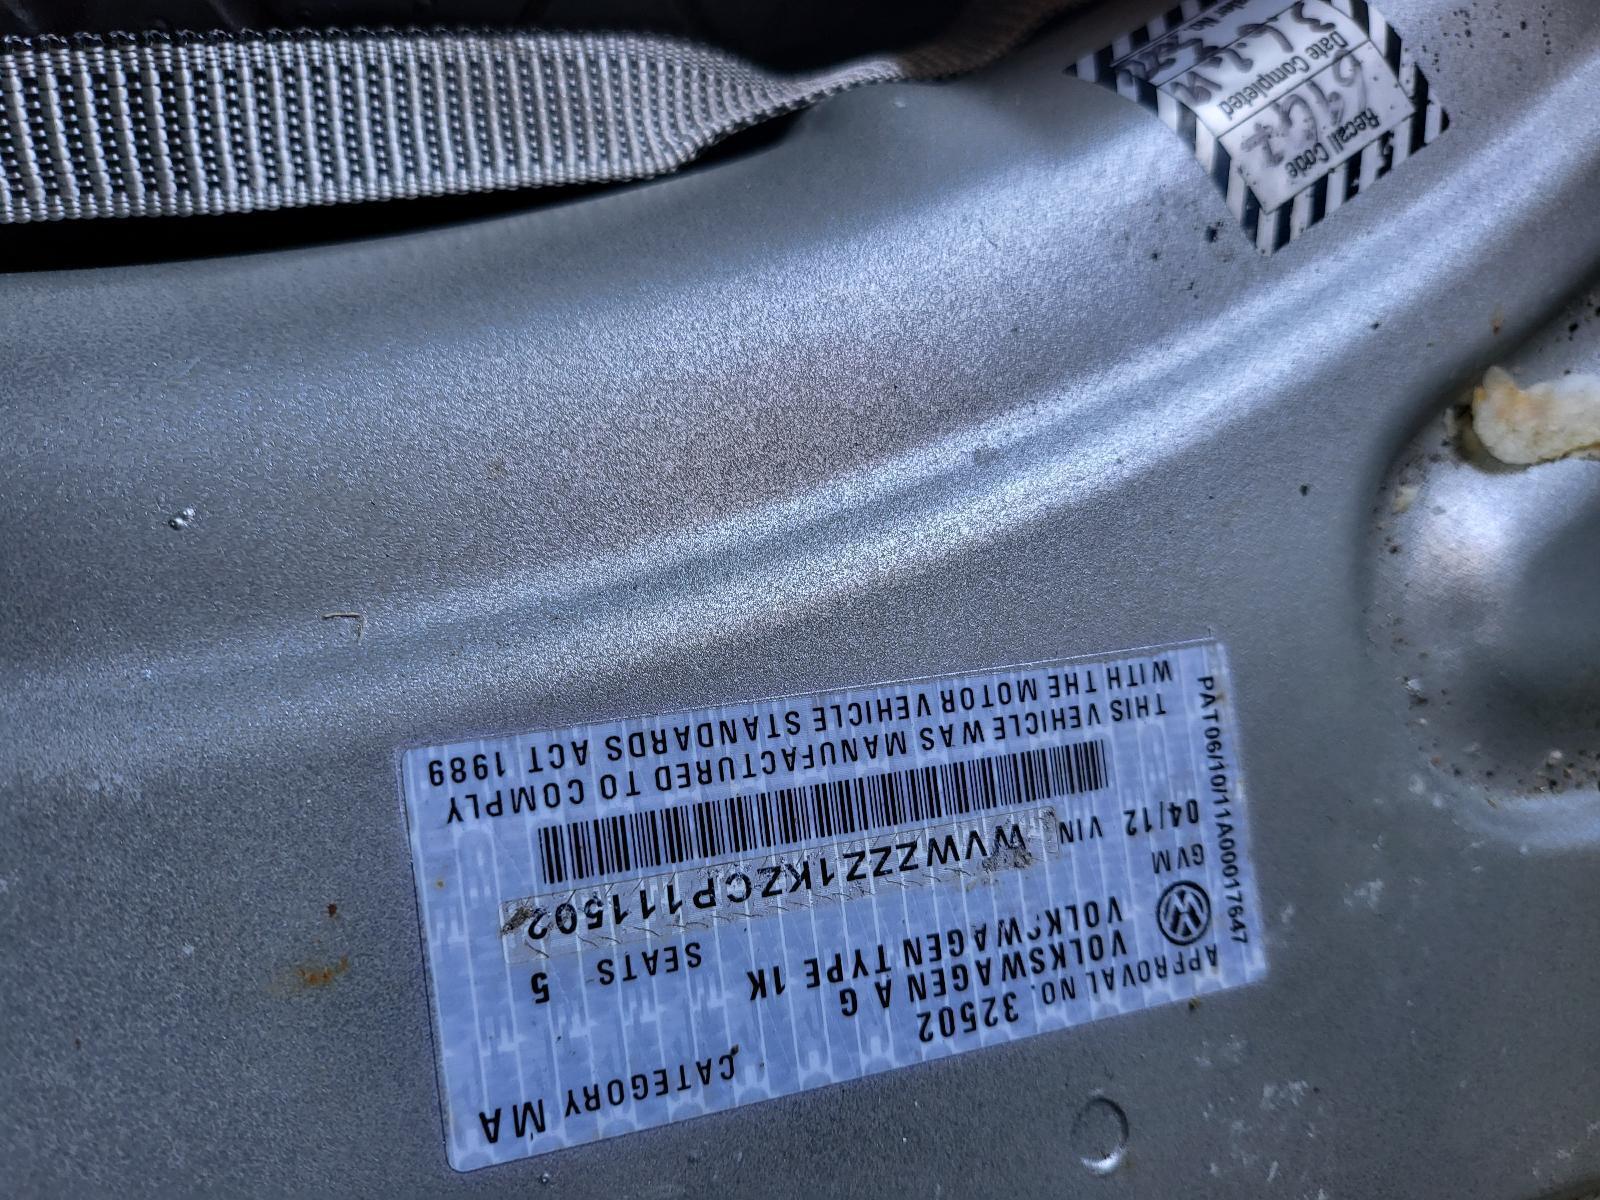 APPROVAL NO. 32502 CATEGORY MA
VOLKSWAGEN A G
VOLKSWAGEN TYPE 1K
GVM SEATS 5
04/12 VIN WVWZZZ1KZCP111502
THIS VEHICLE WAS MANUFACTURED TO COMPLY
WITH THE MOTOR VEHICLE STANDARDS ACT 1989
PAT06/10/11A00017647
Recall Code
Date Completed